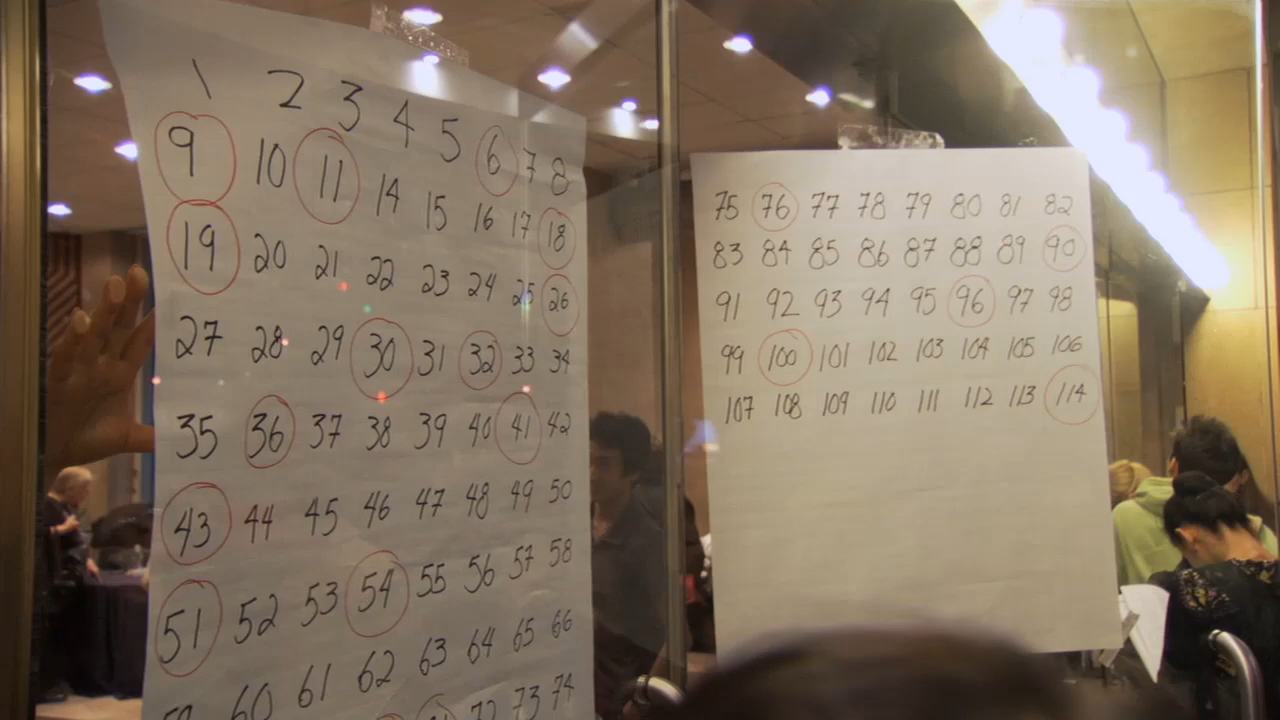 1 2 3 4 5 6 7 8
9 10 11 14 15 16 17 18
19 20 21 22 23 24 25 26
27 28 29 30 31 32 33 34
35 36 37 38 39 40 41 42
43 44 45 46 47 48 49 50
51 52 53 54 55 56 57 58
60 61 62 63 64 65 66
72 73 74
75 76 77 78 79 80 81 82
83 84 85 86 87 88 89 90
91 92 93 94 95 96 97 98
99 100 101 102 103 104 105 106
107 108 109 110 111 112 113 114